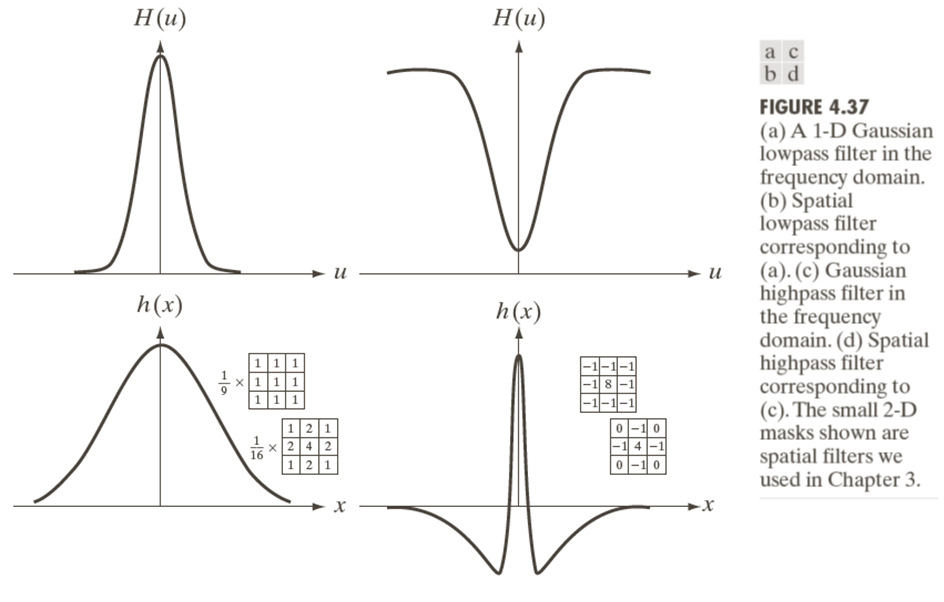 H(u)
u
H(u)
u
h(x)
1/9 ×
1 1 1
1 1 1
1 1 1
1/16 ×
1 2 1
2 4 2
1 2 1
x
h(x)
−1 −1 −1
−1 8 −1
−1 −1 −1
0 −1 0
−1 4 −1
0 −1 0
x
a c
b d
FIGURE 4.37
(a) A 1-D Gaussian
lowpass filter in the
frequency domain.
(b) Spatial
lowpass filter
corresponding to
(a). (c) Gaussian
highpass filter in
the frequency
domain. (d) Spatial
highpass filter
corresponding to
(c). The small 2-D
masks shown are
spatial filters we
used in Chapter 3.